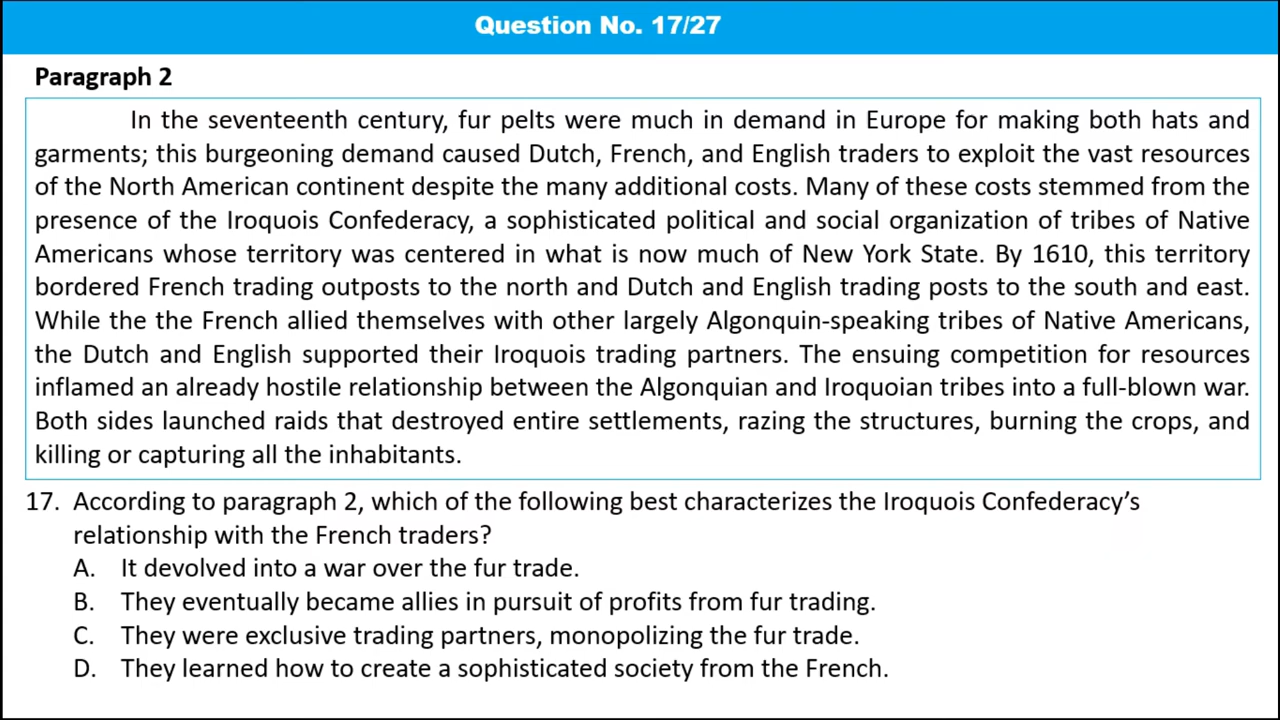 Question No. 17/27
Paragraph 2
In the seventeenth century, fur pelts were much in demand in Europe for making both hats and
garments; this burgeoning demand caused Dutch, French, and English traders to exploit the vast resources
of the North American continent despite the many additional costs. Many of these costs stemmed from the
presence of the Iroquois Confederacy, a sophisticated political and social organization of tribes of Native
Americans whose territory was centered in what is now much of New York State. By 1610, this territory
bordered French trading outposts to the north and Dutch and English trading posts to the south and east.
While the the French allied themselves with other largely Algonquin-speaking tribes of Native Americans,
the Dutch and English supported their Iroquois trading partners. The ensuing competition for resources
inflamed an already hostile relationship between the Algonquian and Iroquoian tribes into a full-blown war.
Both sides launched raids that destroyed entire settlements, razing the structures, burning the crops, and
killing or capturing all the inhabitants.
17. According to paragraph 2, which of the following best characterizes the Iroquois Confederacy’s
relationship with the French traders?
A. It devolved into a war over the fur trade.
B. They eventually became allies in pursuit of profits from fur trading.
C. They were exclusive trading partners, monopolizing the fur trade.
D. They learned how to create a sophisticated society from the French.